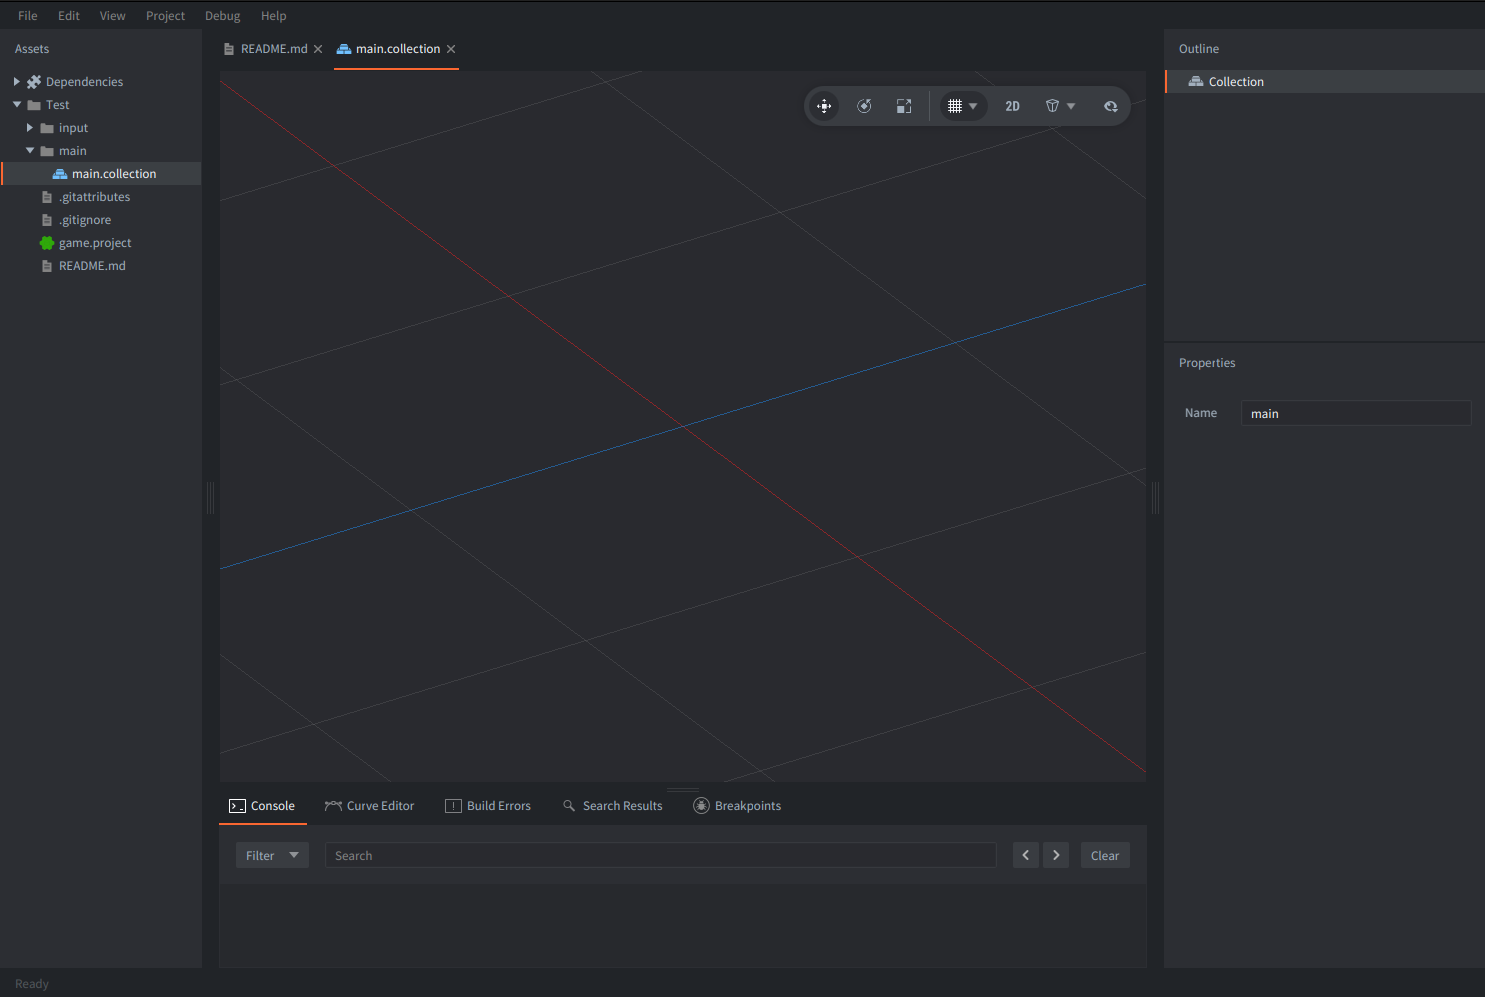 File Edit View Project Debug Help
Assets
Dependencies
Test
input
main
main.collection
.gitattributes
.gitignore
game.project
README.md
README.md main.collection
2D
Outline
Collection
Properties
Name main
Console Curve Editor Build Errors Search Results Breakpoints
Filter Search Clear
Ready